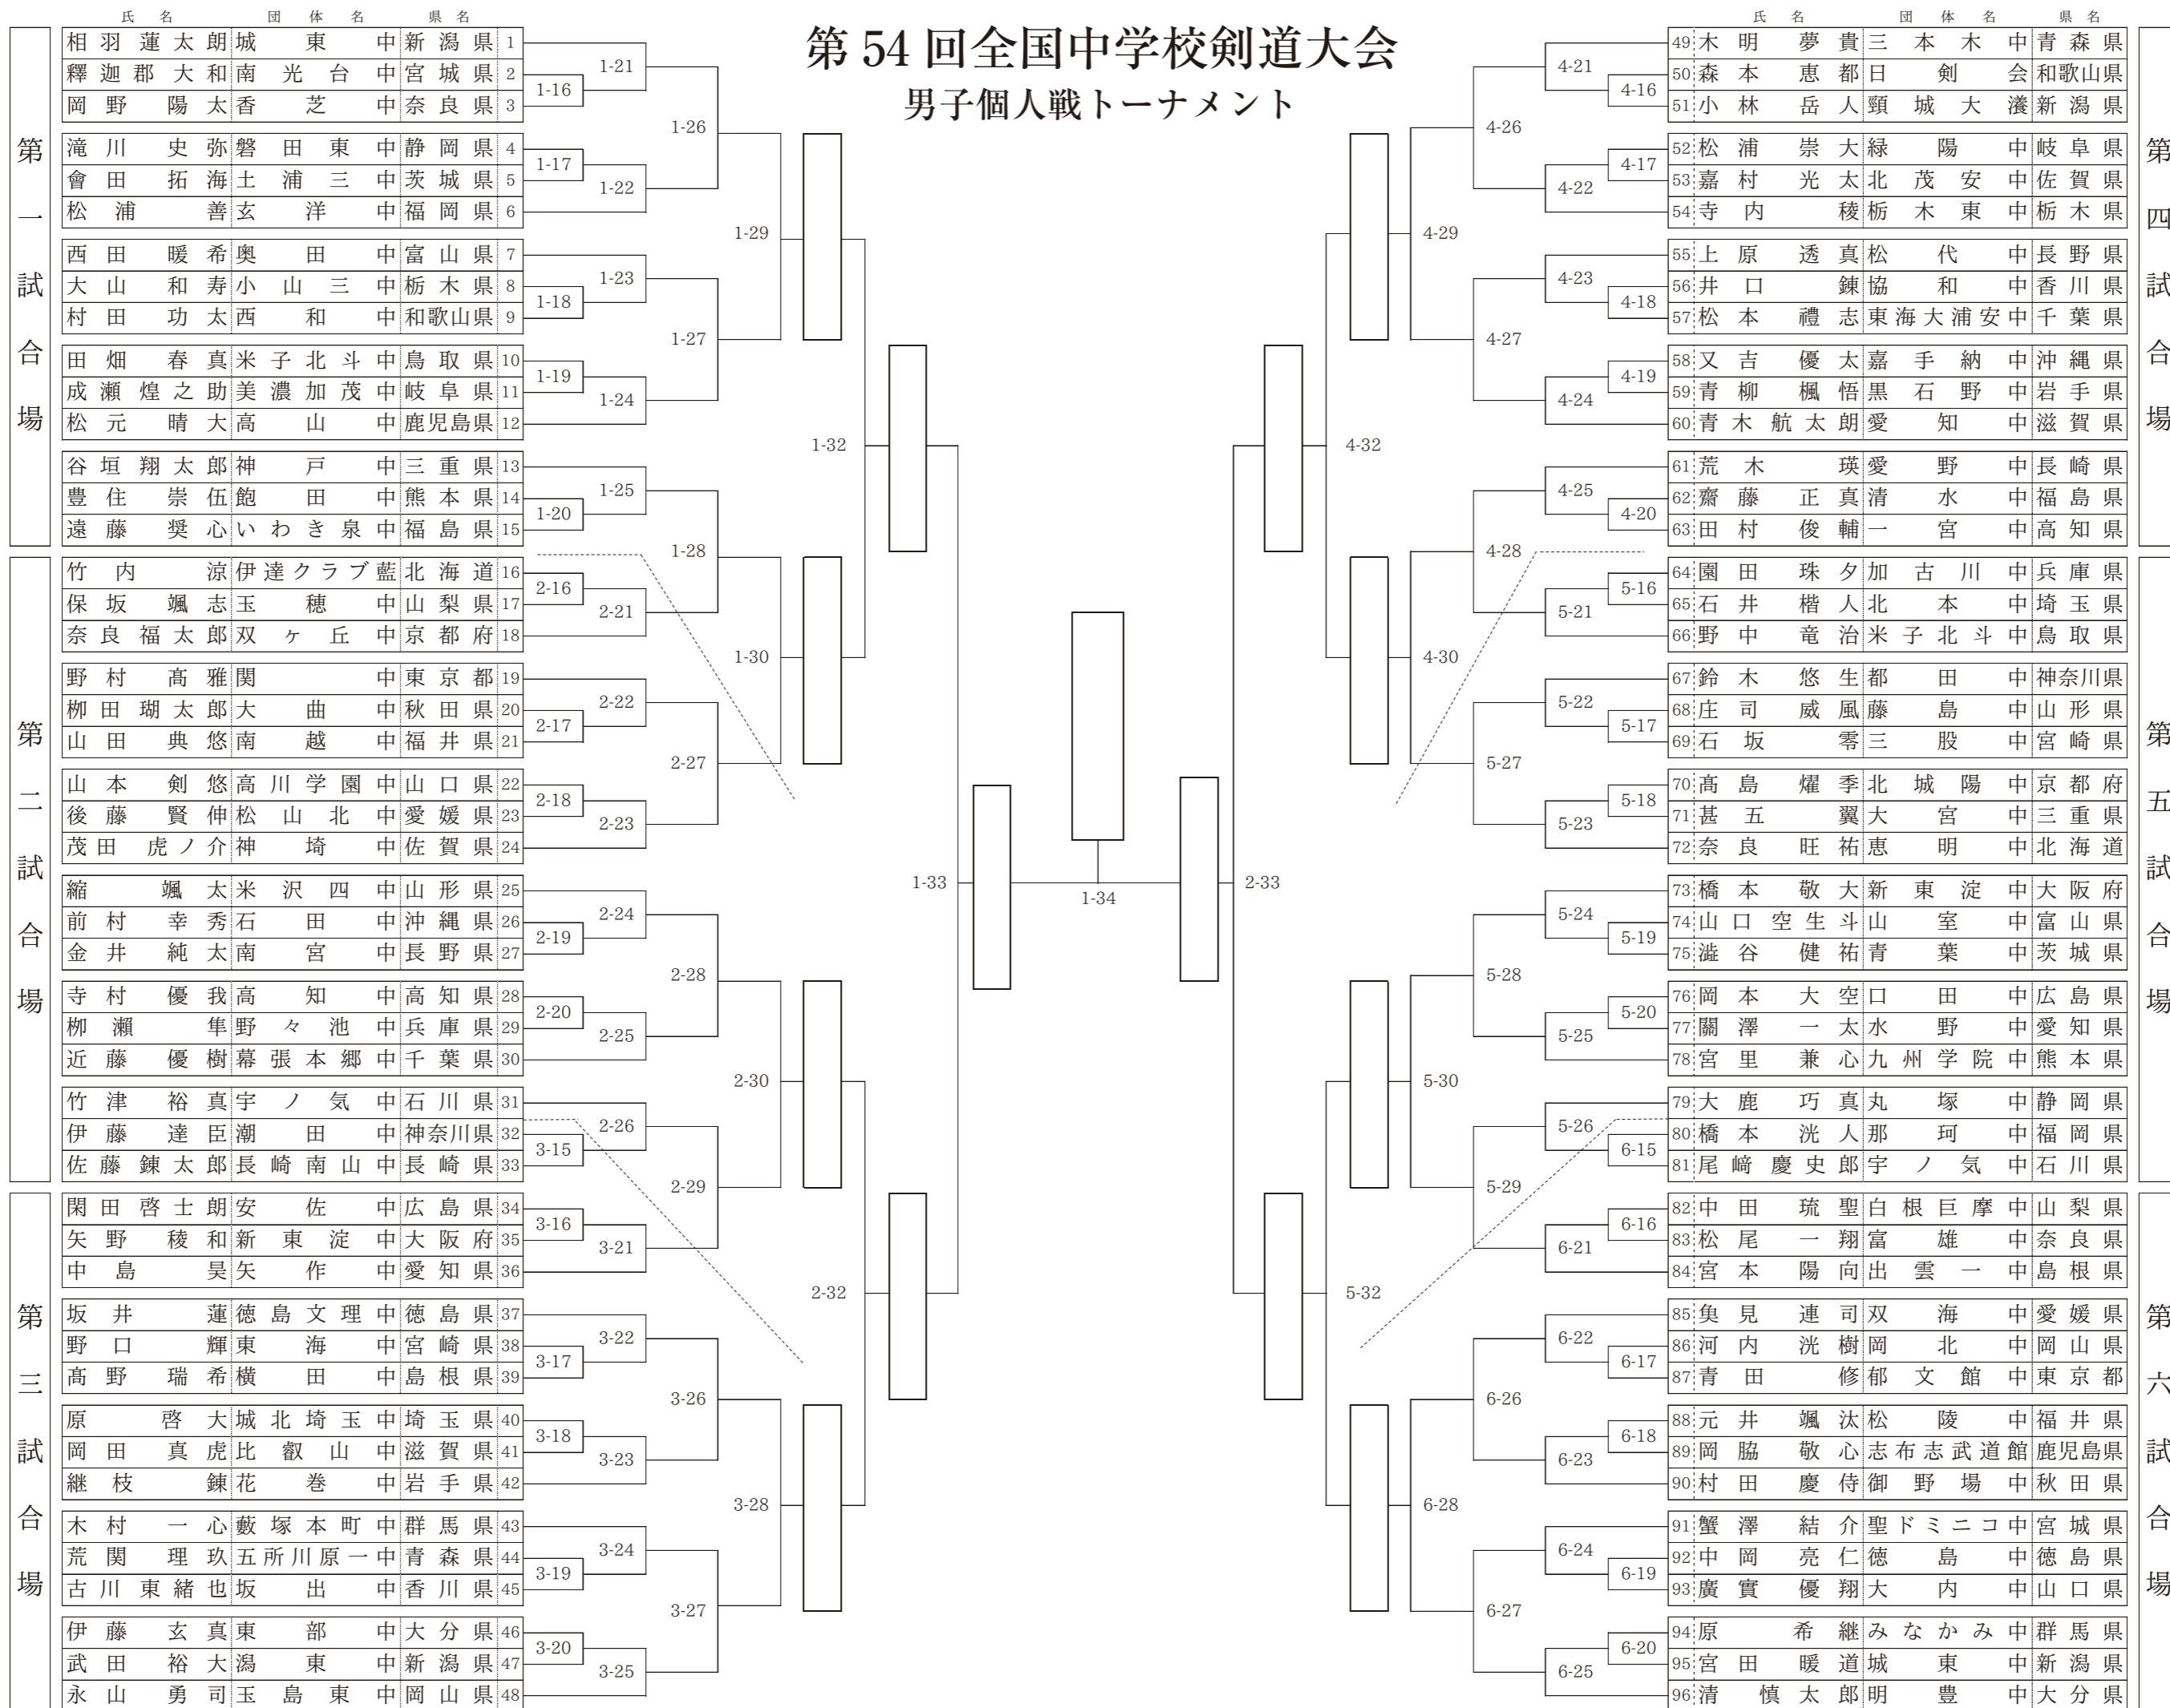 第54回全国中学校剣道大会
男子個人戦トーナメント
氏名 団体名 県名
第一試合場
相羽蓮太朗 城東中 新潟県 1
釋迦郡大和 南光台中 宮城県 2
岡野陽太 香芝中 奈良県 3
滝川史弥 磐田東中 静岡県 4
會田拓海 土浦三中 茨城県 5
松浦善 玄洋中 福岡県 6
西田暖希 奥田中 富山県 7
大山和寿 小山三中 栃木県 8
村田功太 西和中 和歌山県 9
田畑春真 米子北斗中 鳥取県 10
成瀬煌之助 美濃加茂中 岐阜県 11
松元晴大 高山中 鹿児島県 12
谷垣翔太郎 神戸中 三重県 13
豊住崇伍 飽田中 熊本県 14
遠藤奨心 いわき泉中 福島県 15
第二試合場
竹内涼 伊達クラブ藍 北海道 16
保坂颯志 玉穂中 山梨県 17
奈良福太郎 双ヶ丘中 京都府 18
野村髙雅 関中 東京都 19
柳田瑚太郎 大曲中 秋田県 20
山田典悠 南越中 福井県 21
山本剣悠 高川学園中 山口県 22
後藤賢伸 松山北中 愛媛県 23
茂田虎ノ介 神埼中 佐賀県 24
縮颯太 米沢四中 山形県 25
前村幸秀 石田中 沖縄県 26
金井純太 南宮中 長野県 27
寺村優我 高知中 高知県 28
柳瀬隼 野々池中 兵庫県 29
近藤優樹 幕張本郷中 千葉県 30
竹津裕真 宇ノ気中 石川県 31
伊藤達臣 潮田中 神奈川県 32
佐藤錬太郎 長崎南山中 長崎県 33
第三試合場
閑田啓士朗 安佐中 広島県 34
矢野稜和 新東淀中 大阪府 35
中島昊 矢作中 愛知県 36
坂井蓮 徳島文理中 徳島県 37
野口輝 東海中 宮崎県 38
髙野瑞希 横田中 島根県 39
原啓大 城北埼玉中 埼玉県 40
岡田真虎 比叡山中 滋賀県 41
継枝錬 花巻中 岩手県 42
木村一心 藪塚本町中 群馬県 43
荒関理玖 五所川原一中 青森県 44
古川東緒也 坂出中 香川県 45
伊藤玄真 東部中 大分県 46
武田裕大 潟東中 新潟県 47
永山勇司 玉島東中 岡山県 48
1-16
1-17
1-18
1-19
1-20
2-16
2-17
2-18
2-19
2-20
3-15
3-16
3-17
3-18
3-19
3-20
1-21
1-22
1-23
1-24
1-25
2-21
2-22
2-23
2-24
2-25
2-26
3-21
3-22
3-23
3-24
3-25
1-26
1-27
1-28
2-27
2-28
2-29
3-26
3-27
1-29
1-30
2-30
3-28
1-32
2-32
1-33
1-34
2-33
4-32
5-32
4-29
4-30
5-30
6-28
4-26
4-27
4-28
5-27
5-28
5-29
6-26
6-27
4-21
4-22
4-23
4-24
4-25
5-21
5-22
5-23
5-24
5-25
5-26
6-21
6-22
6-23
6-24
6-25
4-16
4-17
4-18
4-19
4-20
5-16
5-17
5-18
5-19
5-20
6-15
6-16
6-17
6-18
6-19
6-20
氏名 団体名 県名
第四試合場
49 木明夢貴 三本木中 青森県
50 森本恵都 日剣会 和歌山県
51 小林岳人 頸城大瀁 新潟県
52 松浦崇大 緑陽中 岐阜県
53 嘉村光太 北茂安中 佐賀県
54 寺内稜 栃木東中 栃木県
55 上原透真 松代中 長野県
56 井口錬 協和中 香川県
57 松本禮志 東海大浦安中 千葉県
58 又吉優太 嘉手納中 沖縄県
59 青柳楓悟 黒石野中 岩手県
60 青木航太朗 愛知中 滋賀県
61 荒木瑛 愛野中 長崎県
62 齋藤正真 清水中 福島県
63 田村俊輔 一宮中 高知県
第五試合場
64 園田珠夕 加古川中 兵庫県
65 石井楷人 北本中 埼玉県
66 野中竜治 米子北斗中 鳥取県
67 鈴木悠生 都田中 神奈川県
68 庄司威風 藤島中 山形県
69 石坂零 三股中 宮崎県
70 髙島燿季 北城陽中 京都府
71 甚五翼 大宮中 三重県
72 奈良旺祐 恵明中 北海道
73 橋本敬大 新東淀中 大阪府
74 山口空生斗 山室中 富山県
75 澁谷健祐 青葉中 茨城県
76 岡本大空 口田中 広島県
77 關澤一太 水野中 愛知県
78 宮里兼心 九州学院中 熊本県
79 大鹿巧真 丸塚中 静岡県
80 橋本洸人 那珂中 福岡県
81 尾﨑慶史郎 宇ノ気中 石川県
第六試合場
82 中田琉聖 白根巨摩中 山梨県
83 松尾一翔 富雄中 奈良県
84 宮本陽向 出雲一中 島根県
85 奐見連司 双海中 愛媛県
86 河内洸樹 岡北中 岡山県
87 青田修 郁文館中 東京都
88 元井颯汰 松陵中 福井県
89 岡脇敬心 志布志武道館 鹿児島県
90 村田慶侍 御野場中 秋田県
91 蟹澤結介 聖ドミニコ中 宮城県
92 中岡亮仁 徳島中 徳島県
93 廣實優翔 大内中 山口県
94 原希継 みなかみ中 群馬県
95 宮田暖道 城東中 新潟県
96 清慎太郎 明豊中 大分県